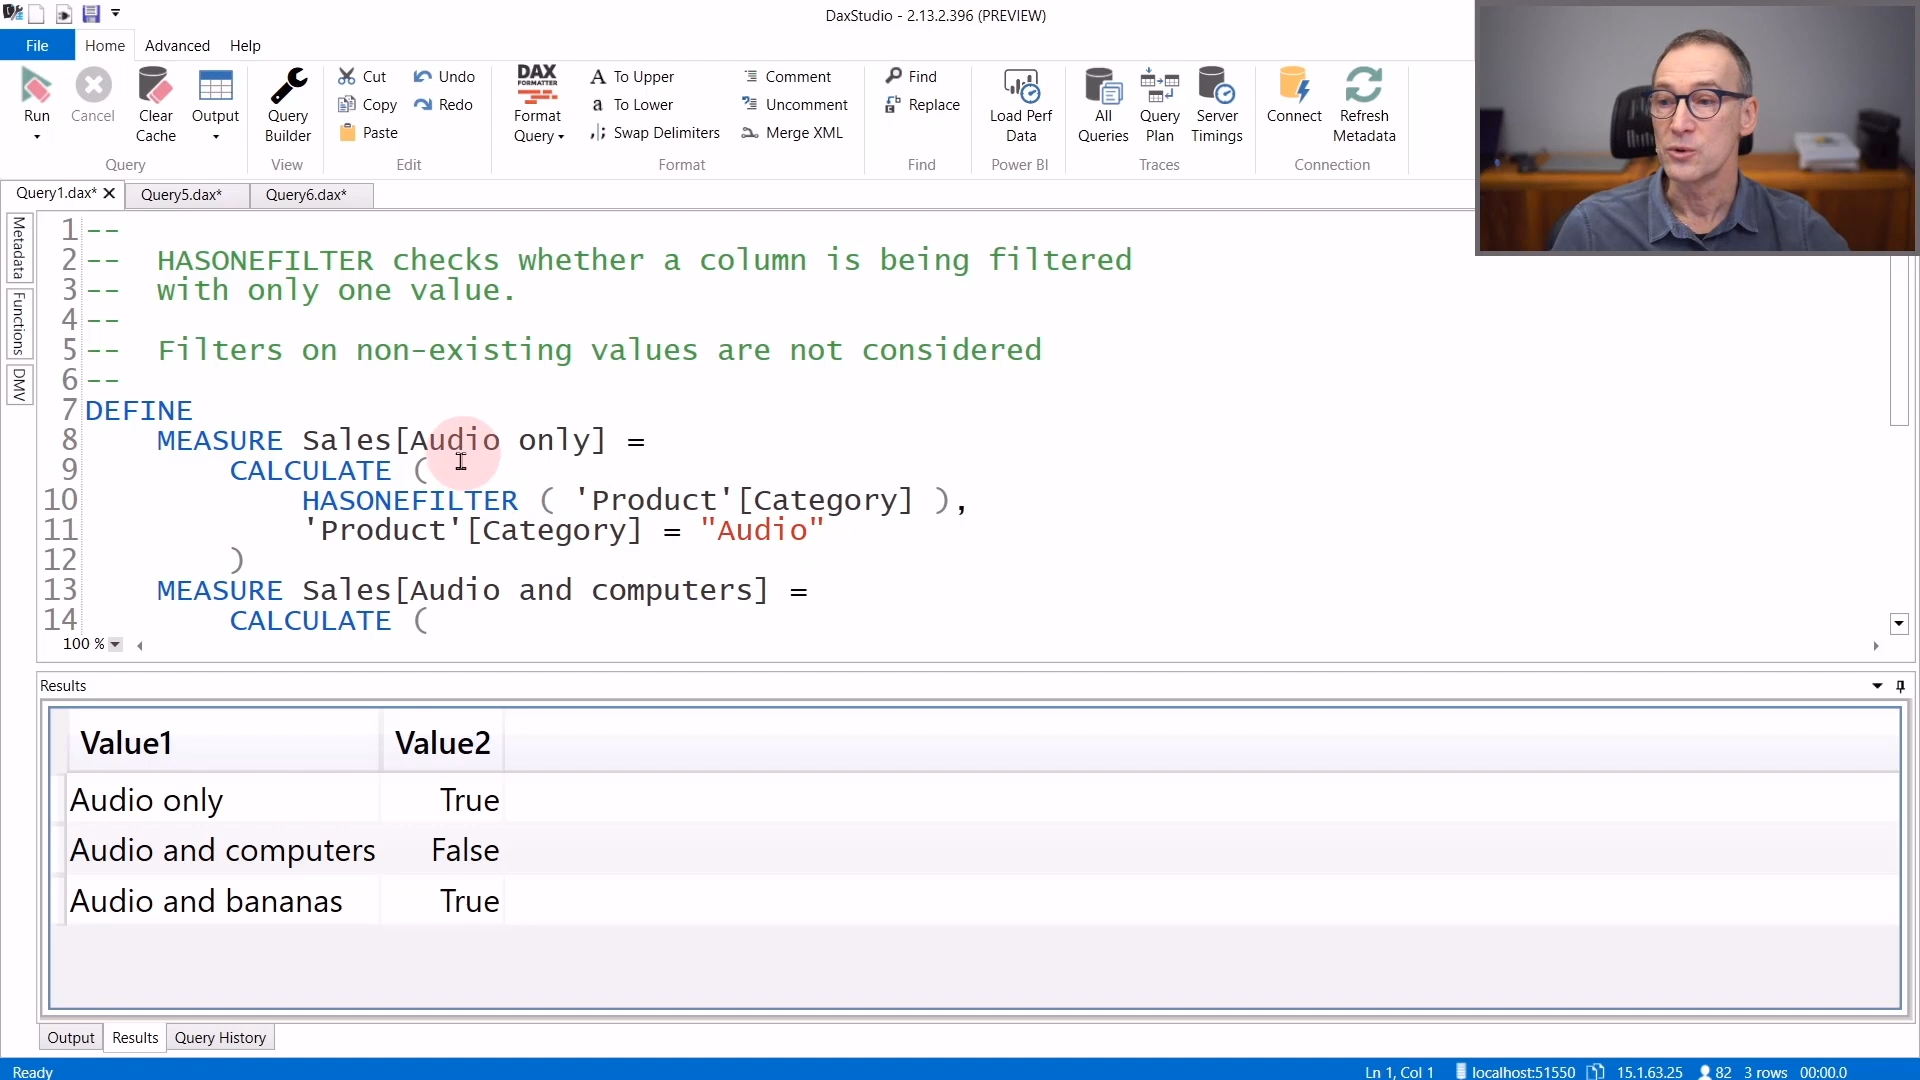 DaxStudio - 2.13.2.396 (PREVIEW)
File Home Advanced Help
Run
Cancel
Clear Cache
Output
Query
Query Builder
View
Cut
Copy
Paste
Undo
Redo
Edit
DAX FORMATTER
Format Query
To Upper
To Lower
Swap Delimiters
Comment
Uncomment
Merge XML
Format
Find
Replace
Find
Load Perf Data
Power BI
All Queries
Query Plan
Server Timings
Traces
Connect
Refresh Metadata
Connection
Query1.dax* Query5.dax* Query6.dax*
Metadata
Functions
DMV
1 --
2 -- HASONEFILTER checks whether a column is being filtered
3 -- with only one value.
4 --
5 -- Filters on non-existing values are not considered
6 --
7 DEFINE
8 MEASURE Sales[Audio only] =
9 CALCULATE (
10 HASONEFILTER ( 'Product'[Category] ),
11 'Product'[Category] = "Audio"
12 )
13 MEASURE Sales[Audio and computers] =
14 CALCULATE (
100 %
Results
Value1 Value2
Audio only True
Audio and computers False
Audio and bananas True
Output Results Query History
Ready Ln 1, Col 1 localhost:51550 15.1.63.25 82 3 rows 00:00.0